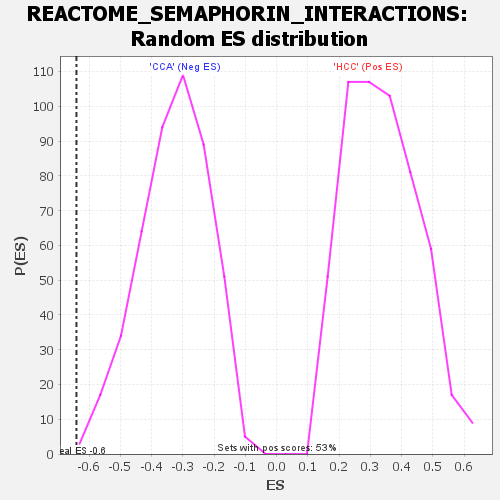 REACTOME_SEMAPHORIN_INTERACTIONS:
Random ES distribution
'CCA' (Neg ES)
'HCC' (Pos ES)
110
100
90
80
70
60
50
40
30
20
10
0
P(ES)
eal ES -0.6
Sets with pos scores: 53%
-0.6 -0.5 -0.4 -0.3 -0.2 -0.1 0.0 0.1 0.2 0.3 0.4 0.5 0.6
ES